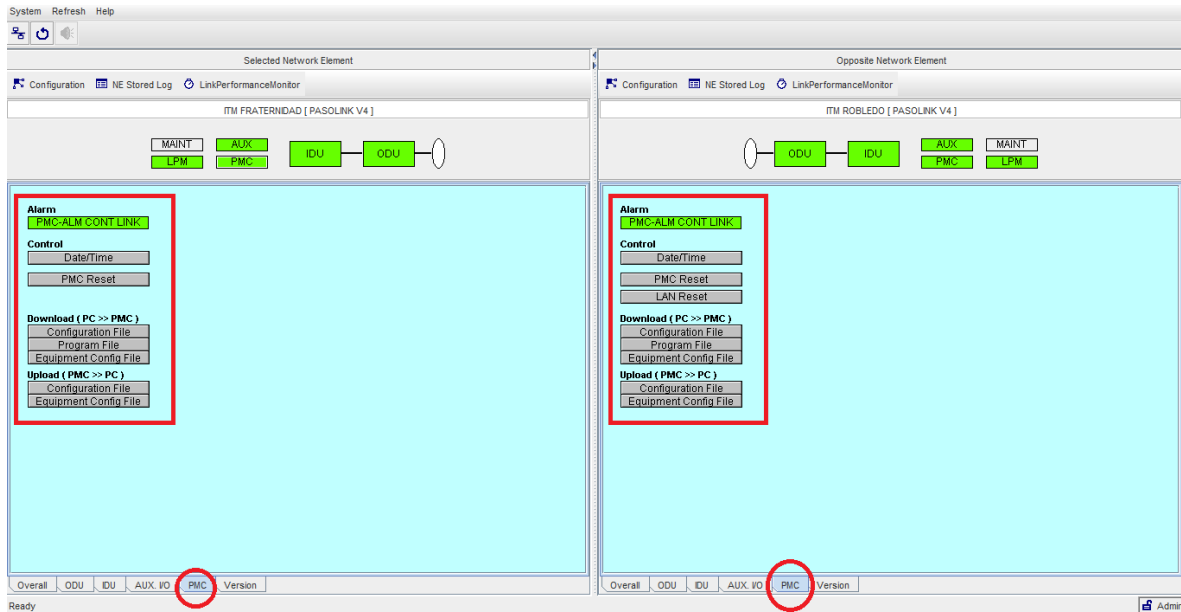 System Refresh Help
Selected Network Element
Configuration NE Stored Log LinkPerformanceMonitor
ITM FRATERNIDAD [ PASOLINK V4 ]
MAINT AUX IDU ODU
LPM PMC
Alarm
PMC-ALM CONT LINK
Control
Date/Time
PMC Reset
Download ( PC >> PMC )
Configuration File
Program File
Equipment Config File
Upload ( PMC >> PC )
Configuration File
Equipment Config File
Overall ODU IDU AUX. I/O PMC Version
Opposite Network Element
Configuration NE Stored Log LinkPerformanceMonitor
ITM ROBLEDO [ PASOLINK V4 ]
ODU IDU AUX MAINT
PMC LPM
Alarm
PMC-ALM CONT LINK
Control
Date/Time
PMC Reset
LAN Reset
Download ( PC >> PMC )
Configuration File
Program File
Equipment Config File
Upload ( PMC >> PC )
Configuration File
Equipment Config File
Overall ODU IDU AUX. I/O PMC Version
Ready Admi